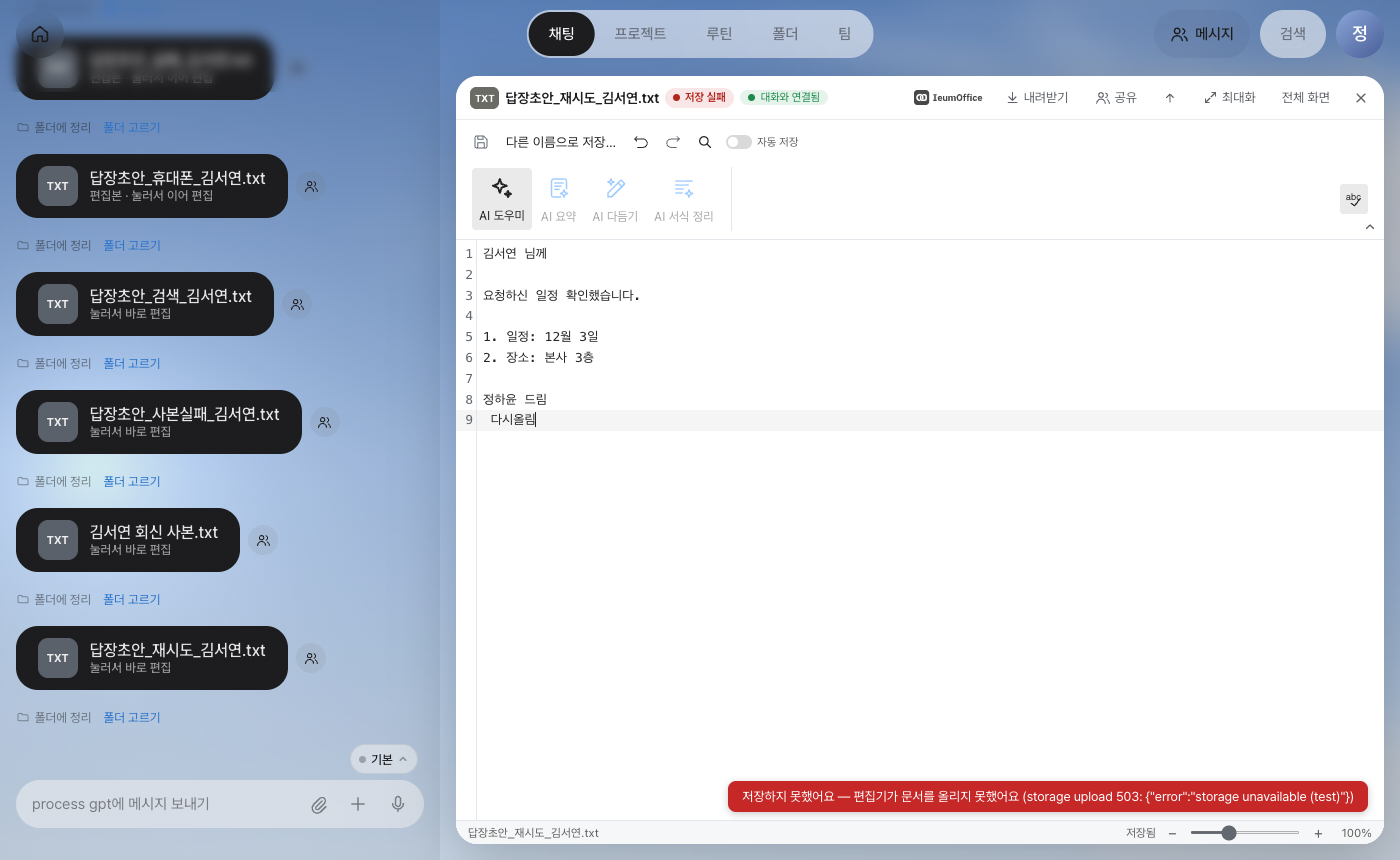 채팅
프로젝트
루틴
폴더
팀
메시지
검색
정
폴더에 정리 폴더 고르기
TXT
답장초안_휴대폰_김서연.txt
편집본 · 눌러서 이어 편집
폴더에 정리 폴더 고르기
TXT
답장초안_검색_김서연.txt
눌러서 바로 편집
폴더에 정리 폴더 고르기
TXT
답장초안_사본실패_김서연.txt
눌러서 바로 편집
폴더에 정리 폴더 고르기
TXT
김서연 회신 사본.txt
눌러서 바로 편집
폴더에 정리 폴더 고르기
TXT
답장초안_재시도_김서연.txt
눌러서 바로 편집
폴더에 정리 폴더 고르기
기본
process gpt에 메시지 보내기
TXT 답장초안_재시도_김서연.txt 저장 실패 대화와 연결됨
IeumOffice 내려받기 공유 최대화 전체 화면
다른 이름으로 저장... 자동 저장
AI 도우미 AI 요약 AI 다듬기 AI 서식 정리
abc
1 김서연 님께
2
3 요청하신 일정 확인했습니다.
4
5 1. 일정: 12월 3일
6 2. 장소: 본사 3층
7
8 정하윤 드림
9 다시올림
저장하지 못했어요 — 편집기가 문서를 올리지 못했어요 (storage upload 503: {"error":"storage unavailable (test)"})
답장초안_재시도_김서연.txt
저장됨 − + 100%